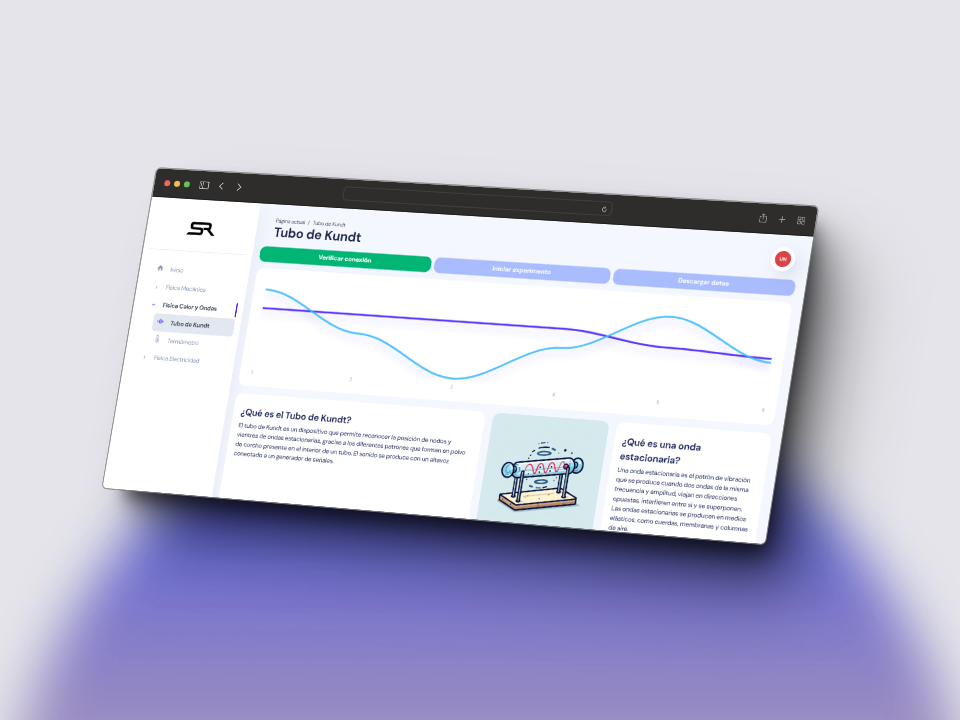 SR
Inicio
Física Mecánica
Física Calor y Ondas
Tubo de Kundt
Termómetro
Física Electricidad
Página actual / Tubo de Kundt
Tubo de Kundt
UN
Verificar conexión
Iniciar experimento
Descargar datos
1 2 3 4 5 6
¿Qué es el Tubo de Kundt?
El tubo de Kundt es un dispositivo que permite reconocer la posición de nodos y
vientres de ondas estacionarias, gracias a los diferentes patrones que forman en polvo
de corcho presente en el interior de un tubo. El sonido se produce con un altavoz
conectado a un generador de señales.
¿Qué es una onda
estacionaria?
Una onda estacionaria es el patrón de vibración
que se produce cuando dos ondas de la misma
frecuencia y amplitud, viajan en direcciones
opuestas, interfieren entre sí y se superponen.
Las ondas estacionarias se producen en medios
elásticos, como cuerdas, membranas y columnas
de aire.